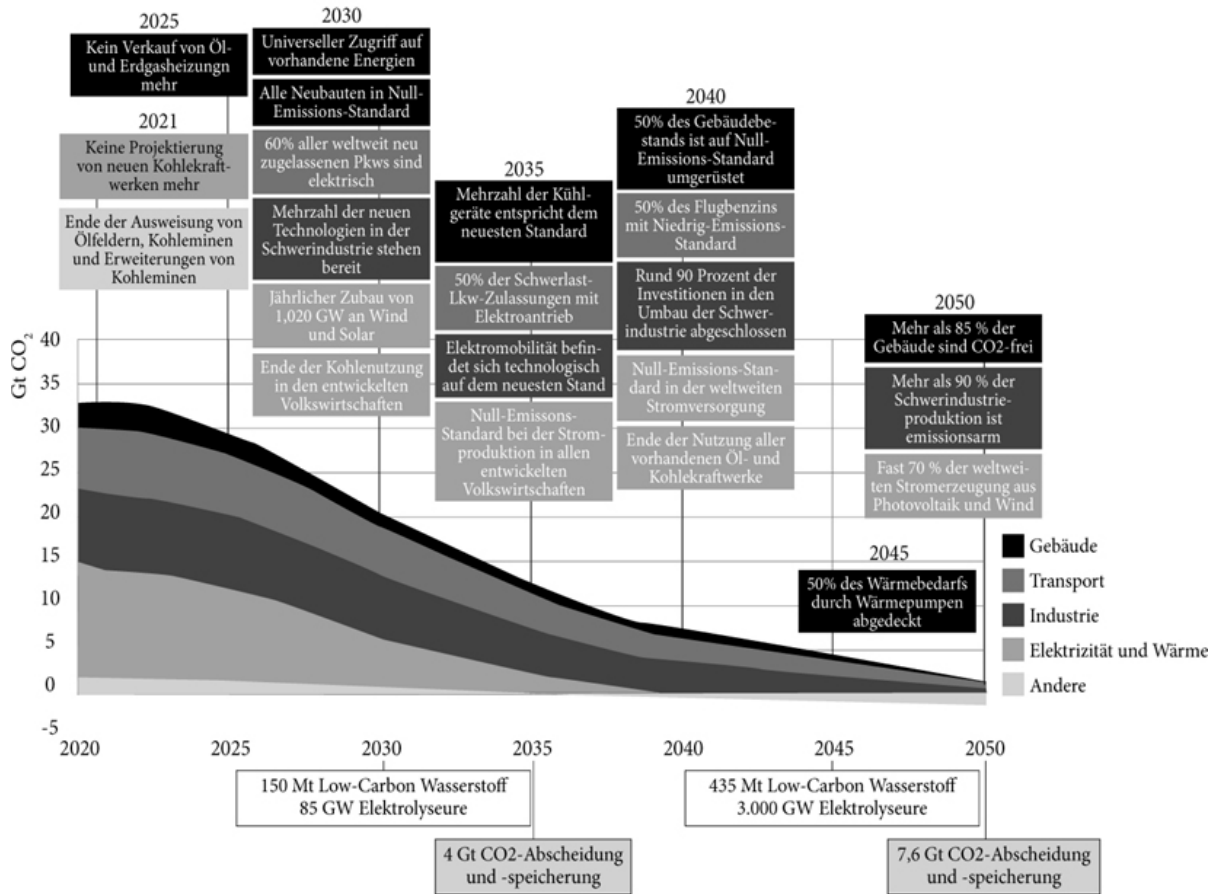 2025
Kein Verkauf von Öl-
und Erdgasheizungn
mehr
2021
Keine Projektierung
von neuen Kohlekraft-
werken mehr
Ende der Ausweisung von
Ölfeldern, Kohleminen
und Erweiterungen von
Kohleminen
2030
Universeller Zugriff auf
vorhandene Energien
Alle Neubauten in Null-
Emissions-Standard
60% aller weltweit neu
zugelassenen Pkws sind
elektrisch
Mehrzahl der neuen
Technologien in der
Schwerindustrie stehen
bereit
Jährlicher Zubau von
1,020 GW an Wind
und Solar
Ende der Kohlenutzung
in den entwickelten
Volkswirtschaften
2035
Mehrzahl der Kühl-
geräte entspricht dem
neuesten Standard
50% der Schwerlast-
Lkw-Zulassungen mit
Elektroantrieb
Elektromobilität befin-
det sich technologisch
auf dem neuesten Stand
Null-Emissons-
Standard bei der Strom-
produktion in allen
entwickelten
Volkswirtschaften
2040
50% des Gebäudebe-
stands ist auf Null-
Emissions-Standard
umgerüstet
50% des Flugbenzins
mit Niedrig-Emissions-
Standard
Rund 90 Prozent der
Investitionen in den
Umbau der Schwer-
industrie abgeschlossen
Null-Emissions-Stan-
dard in der weltweiten
Stromversorgung
Ende der Nutzung aller
vorhandenen Öl- und
Kohlekraftwerke
2050
Mehr als 85 % der
Gebäude sind CO2-frei
Mehr als 90 % der
Schwerindustrie-
produktion ist
emissionsarm
Fast 70 % der weltwei-
ten Stromerzeugung aus
Photovoltaik und Wind
2045
50% des Wärmebedarfs
durch Wärmepumpen
abgedeckt
Gebäude
Transport
Industrie
Elektrizität und Wärme
Andere
Gt CO₂
40
35
30
25
20
15
10
5
0
-5
2020
2025
2030
2035
2040
2045
2050
150 Mt Low-Carbon Wasserstoff
85 GW Elektrolyseure
435 Mt Low-Carbon Wasserstoff
3.000 GW Elektrolyseure
4 Gt CO2-Abscheidung
und -speicherung
7,6 Gt CO2-Abscheidung
und -speicherung